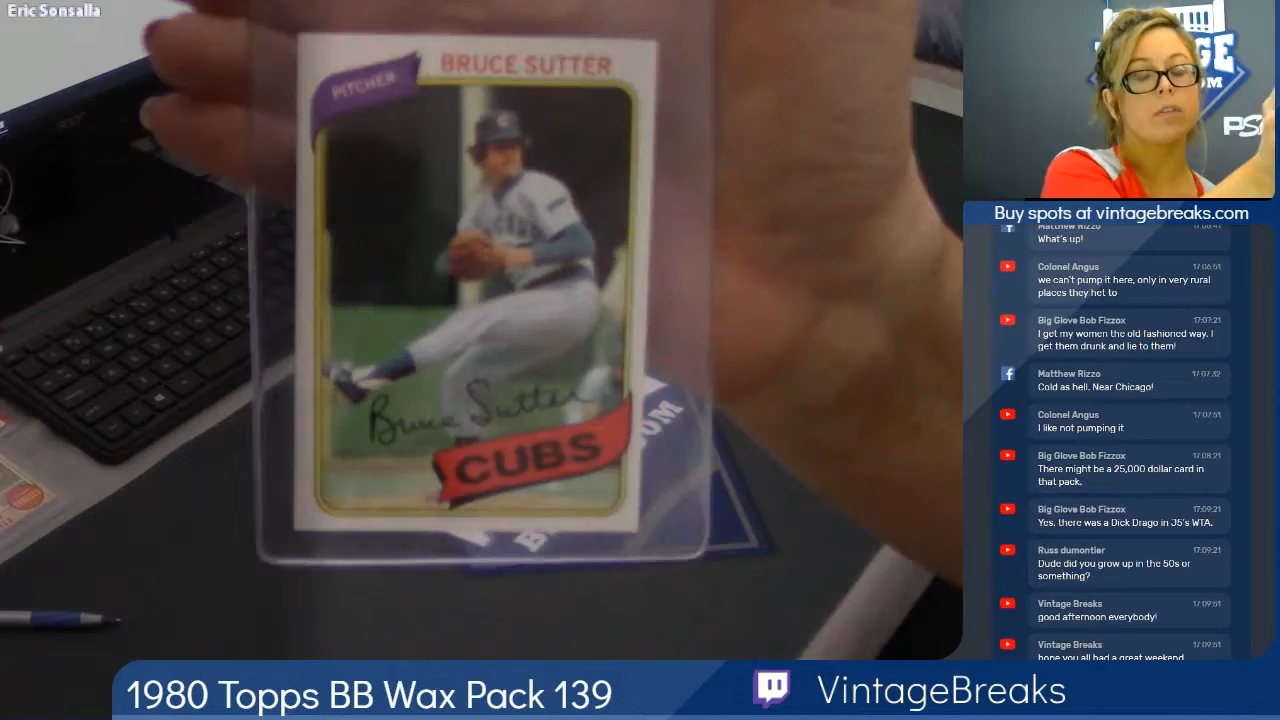 Eric Sonsalla
PITCHER
BRUCE SUTTER
Bruce Sutter
CUBS
PS
Buy spots at vintagebreaks.com
Matthew Rizzo
What's up!
Colonel Angus 17:06:51
we can't pump it here, only in very rural
places they het to
Big Glove Bob Fizzox 17:07:21
I get my women the old fashioned way. I
get them drunk and lie to them!
Matthew Rizzo 17:07:32
Cold as hell. Near Chicago!
Colonel Angus 17:07:51
I like not pumping it
Big Glove Bob Fizzox 17:08:21
There might be a 25,000 dollar card in
that pack.
Big Glove Bob Fizzox 17:09:21
Yes, there was a Dick Drago in J5's WTA.
Russ dumontier 17:09:21
Dude did you grow up in the 50s or
something?
Vintage Breaks 17:09:51
good afternoon everybody!
Vintage Breaks 17:09:51
hope you all had a great weekend
1980 Topps BB Wax Pack 139
VintageBreaks